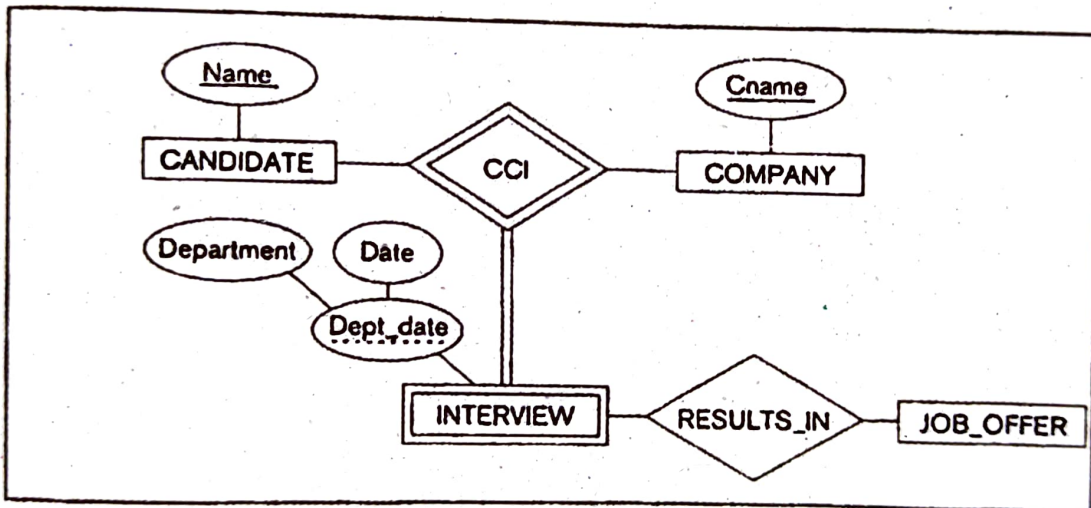 Name
Cname
CANDIDATE
CCI
COMPANY
Department
Date
Dept_date
INTERVIEW
RESULTS_IN
JOB_OFFER